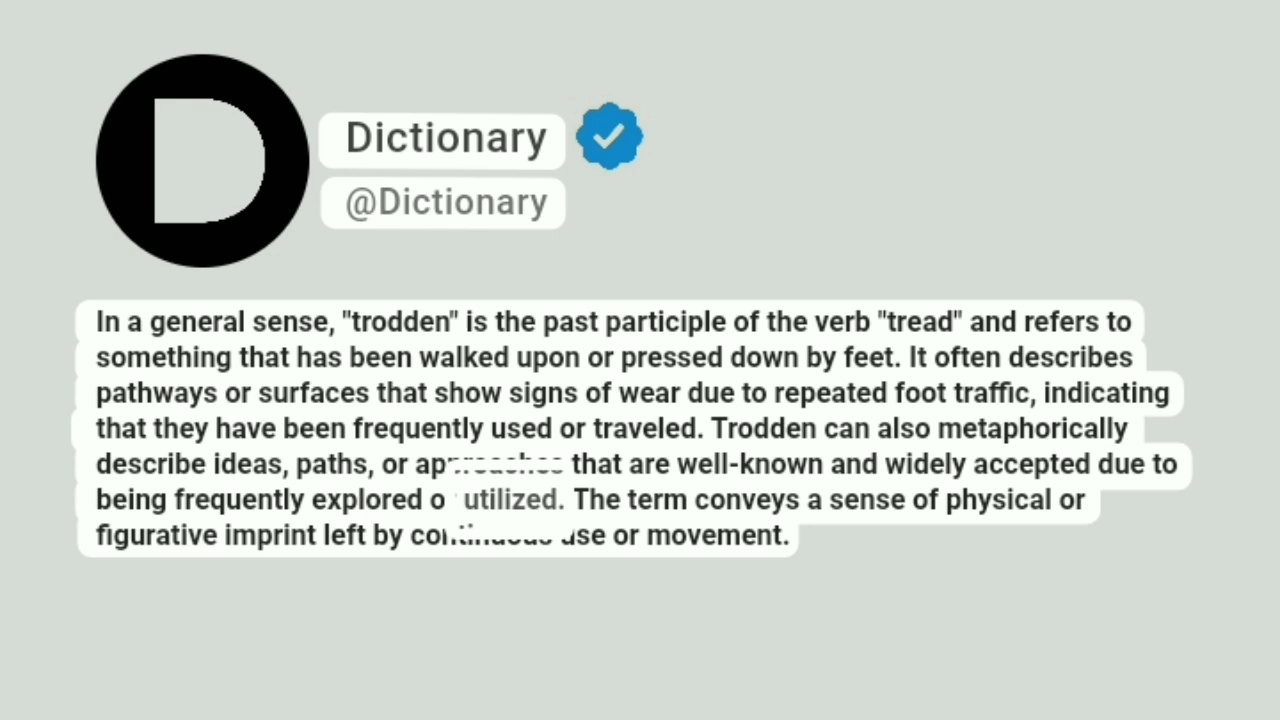 D
Dictionary
@Dictionary
In a general sense, "trodden" is the past participle of the verb "tread" and refers to
something that has been walked upon or pressed down by feet. It often describes
pathways or surfaces that show signs of wear due to repeated foot traffic, indicating
that they have been frequently used or traveled. Trodden can also metaphorically
describe ideas, paths, or that are well-known and widely accepted due to
being frequently explored utilized. The term conveys a sense of physical or
figurative imprint left by use or movement.